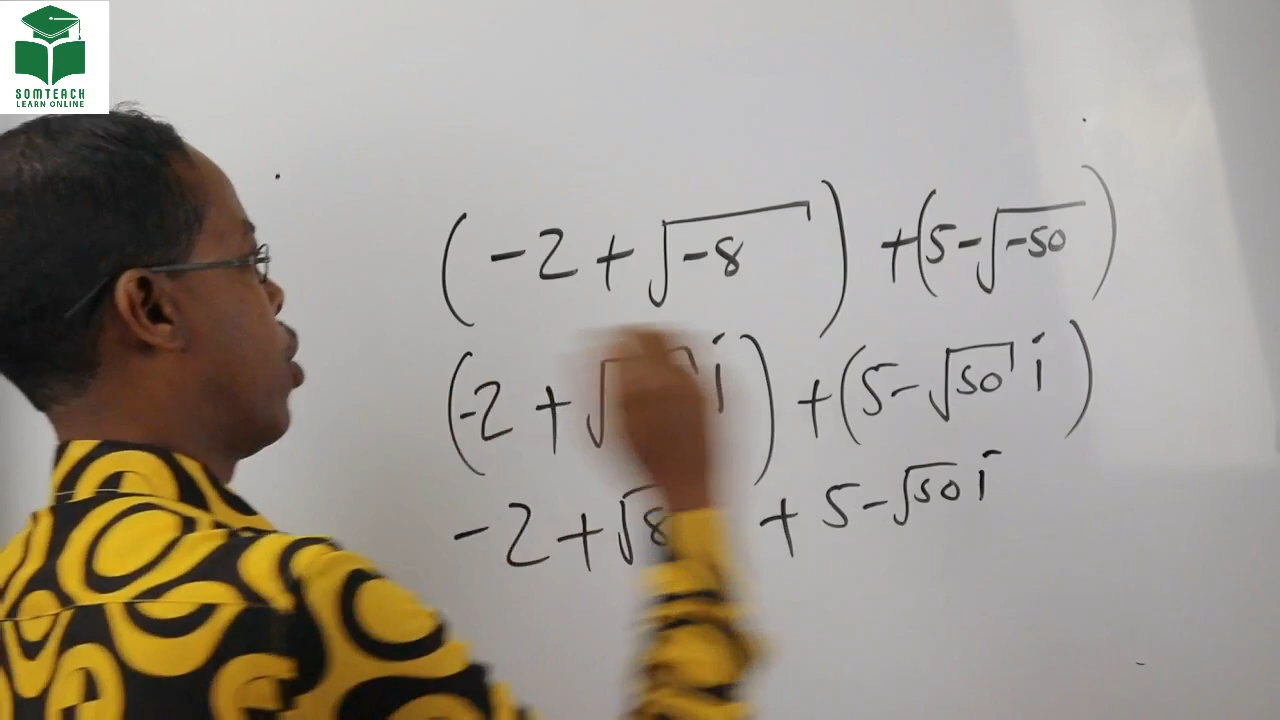 SOMTEACH
LEARN ONLINE
(-2 + √-8) + (5 - √-50)
(-2 + √ i) + (5 - √50 i)
-2 + √8 + 5 - √50 i